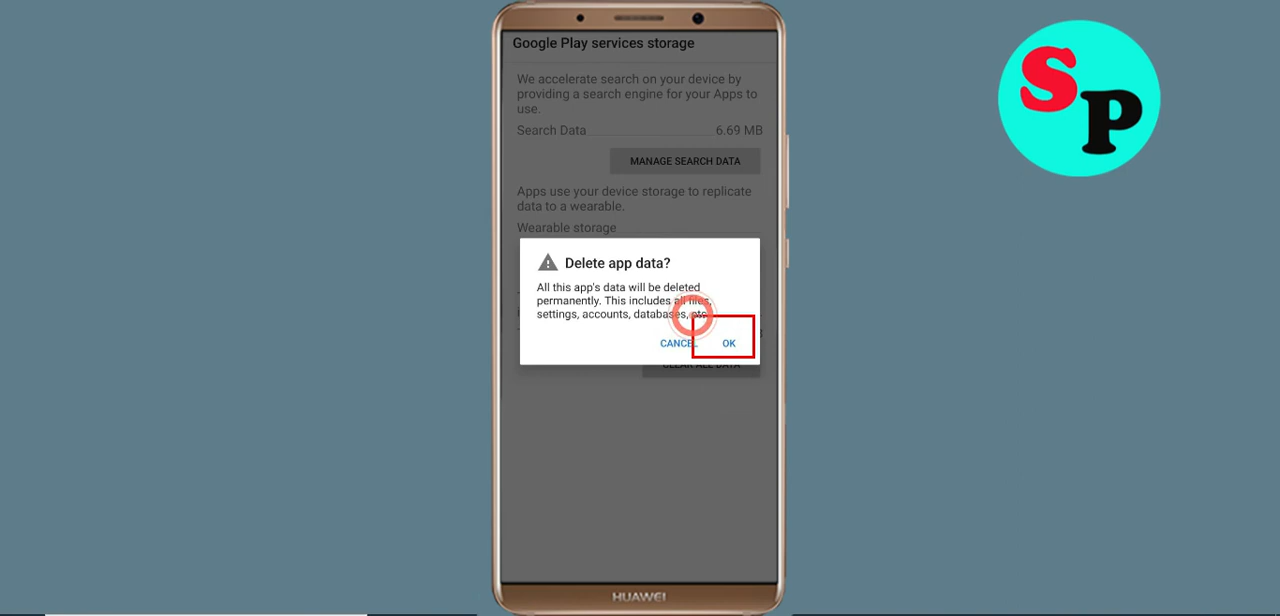 Google Play services storage
We accelerate search on your device by
providing a search engine for your Apps to
use.
Search Data 6.69 MB
MANAGE SEARCH DATA
Apps use your device storage to replicate
data to a wearable.
Wearable storage
Delete app data?
All this app's data will be deleted
permanently. This includes all files,
settings, accounts, databases, etc.
CANCEL OK
CLEAR ALL DATA
HUAWEI
SP